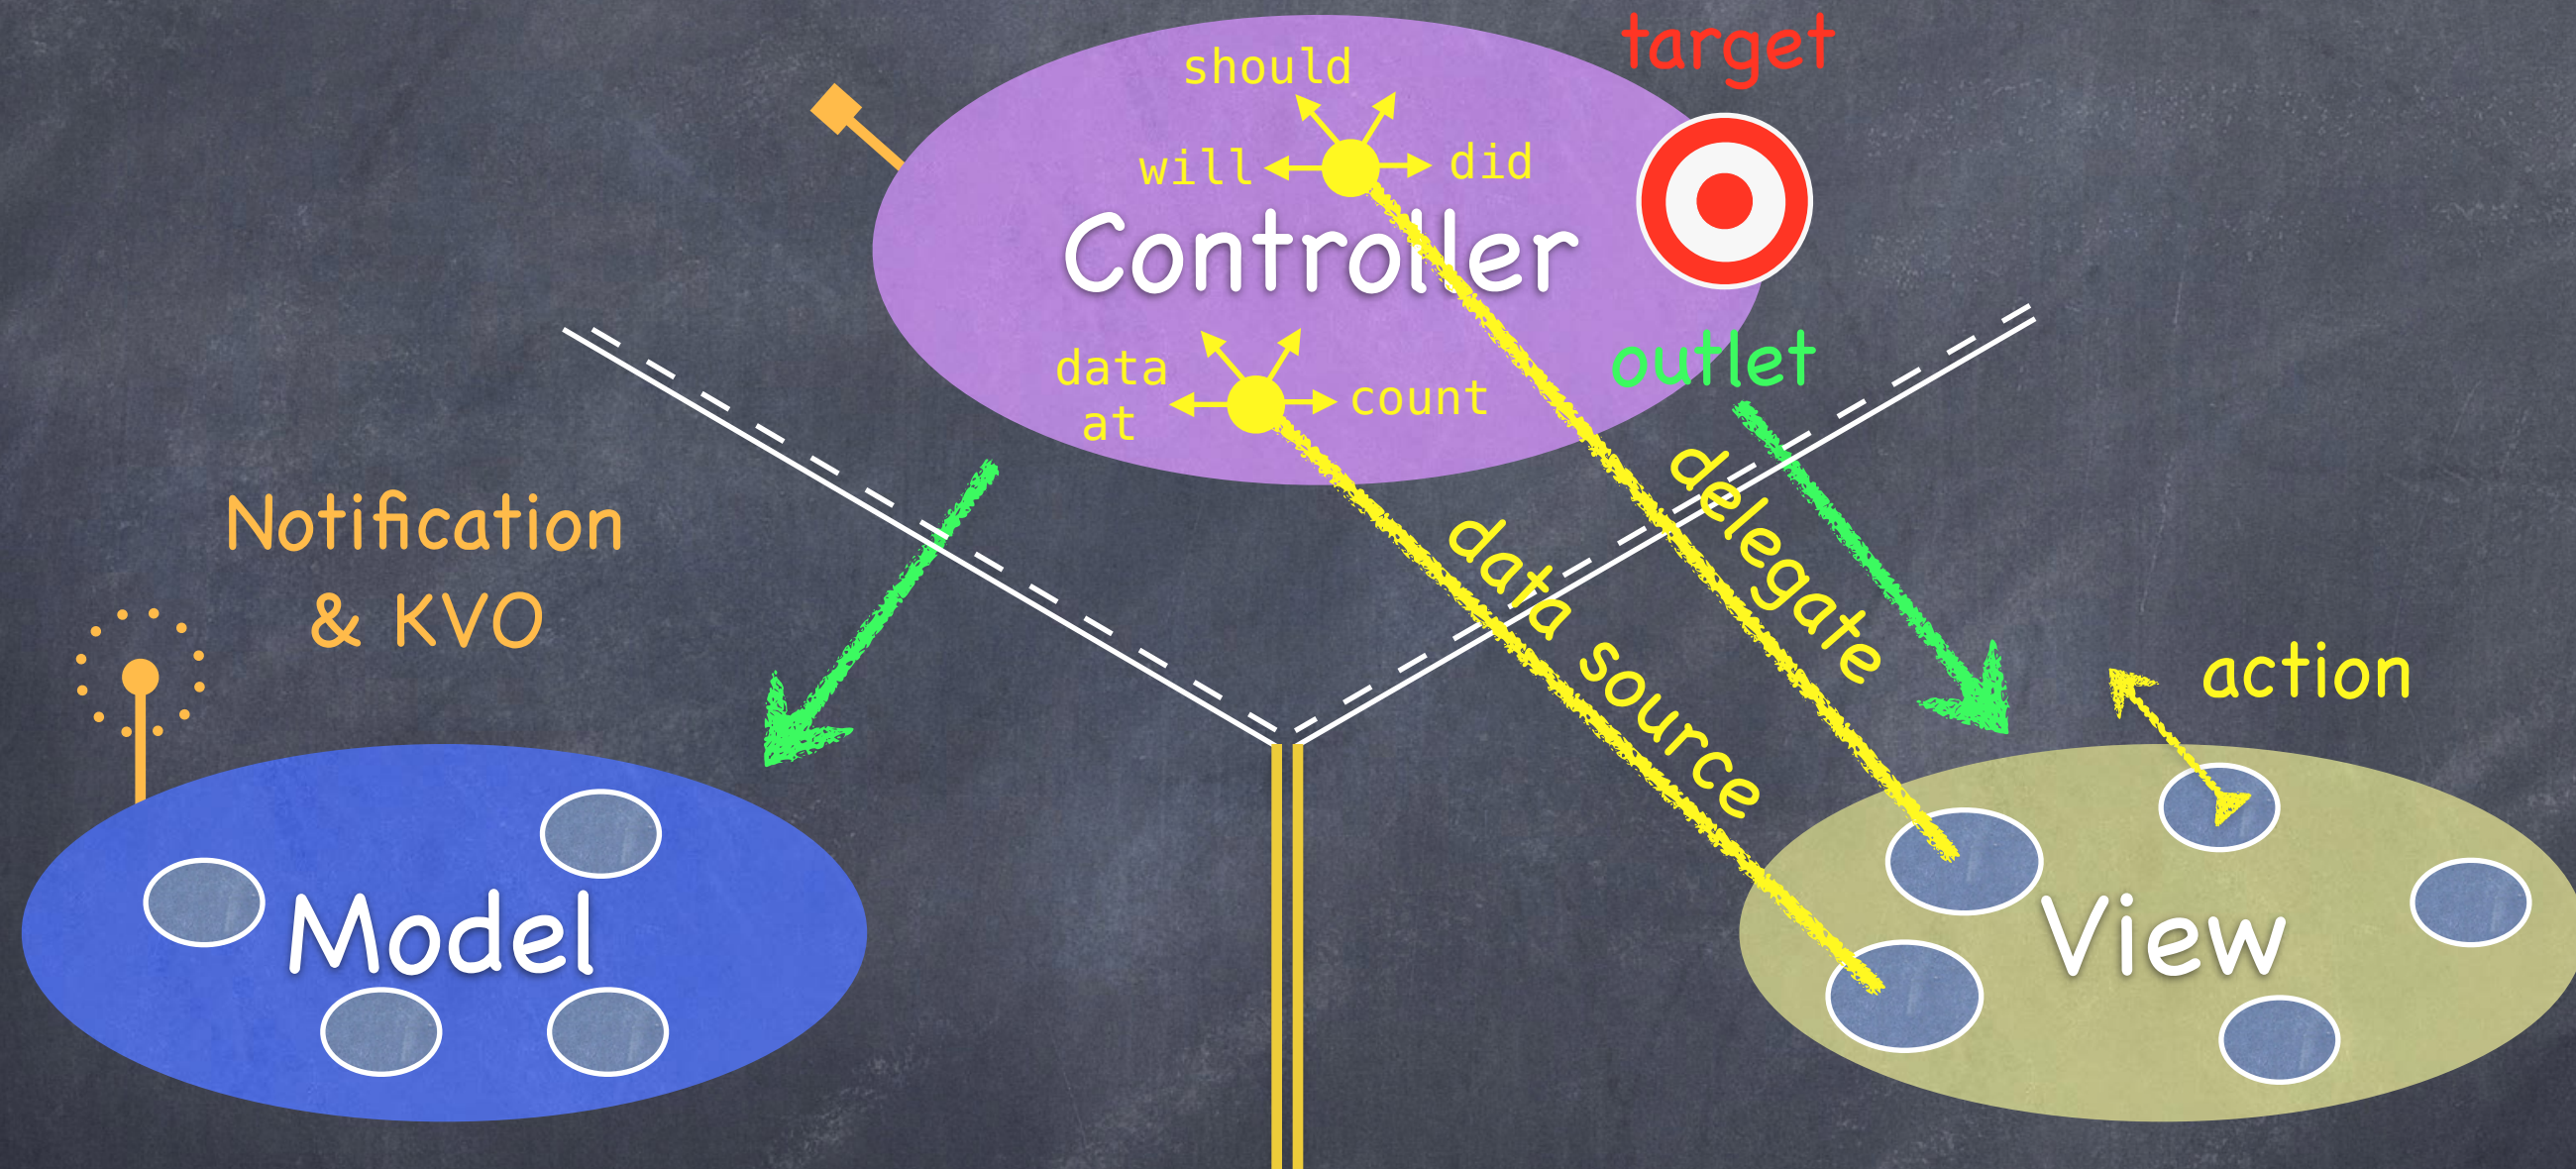 target
should
will
did
Controller
data
at
count
outlet
Notification
& KVO
delegate
data source
action
Model
View